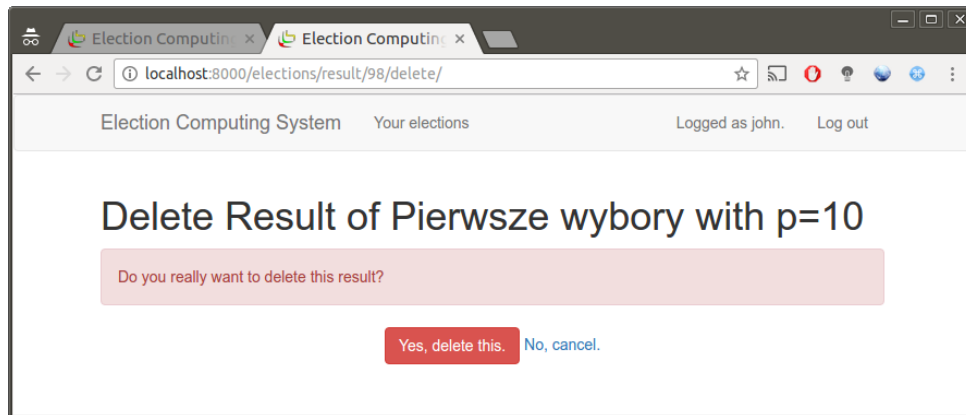 Election Computing
Election Computing
localhost:8000/elections/result/98/delete/
Election Computing System Your elections Logged as john. Log out
Delete Result of Pierwsze wybory with p=10
Do you really want to delete this result?
Yes, delete this. No, cancel.